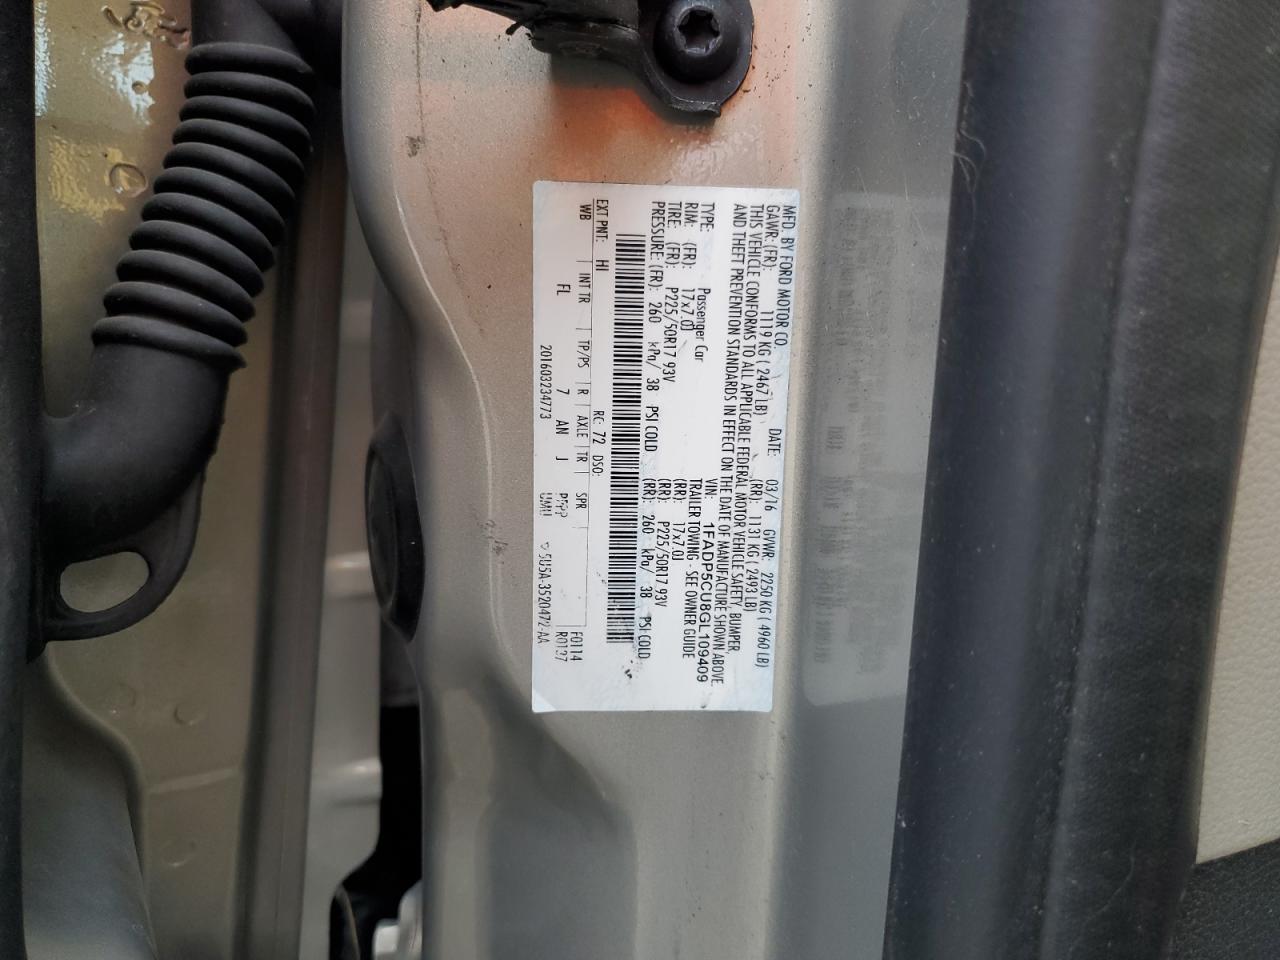 MFD. BY FORD MOTOR CO.
DATE: 03/16 GVWR: 2250 KG ( 4960 LB)
GAWR: (FR): 1119 KG ( 2467 LB) (RR): 1131 KG ( 2493 LB)
THIS VEHICLE CONFORMS TO ALL APPLICABLE FEDERAL MOTOR VEHICLE SAFETY, BUMPER,
AND THEFT PREVENTION STANDARDS IN EFFECT ON THE DATE OF MANUFACTURE SHOWN ABOVE.
VIN: 1FADP5CU8GL109409
TYPE: Passenger Car TRAILER TOWING - SEE OWNER GUIDE
RIM: (FR): 17x7.0J (RR): 17x7.0J
TIRE: (FR): P225/50R17 93V (RR): P225/50R17 93V
PRESSURE: (FR): 260 kPa/ 38 PSI COLD (RR): 260 kPa/ 38 PSI COLD
EXT PNT: HI RC: 72 DSO: F0114
WB INT TR TP/PS R AXLE TR SPR R0137
FL 7 AN J
201603234773 UMU 5U5A-3520472-AA